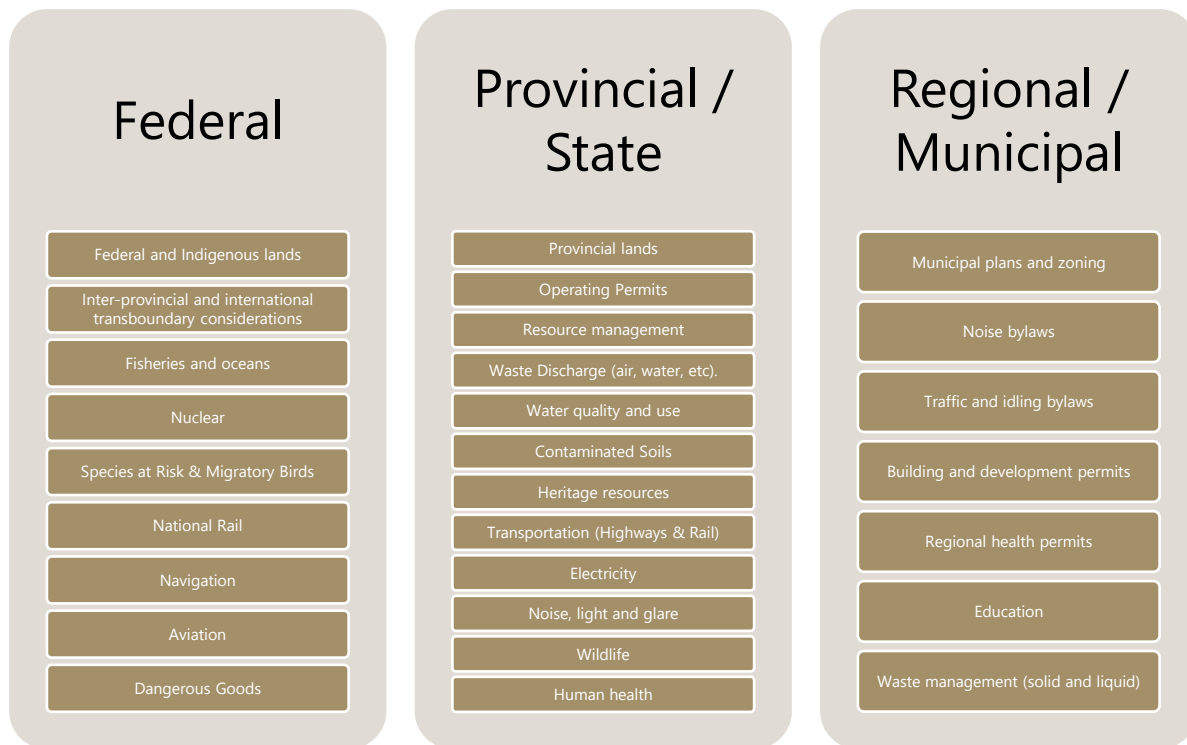 Federal
Federal and Indigenous lands
Inter-provincial and international
transboundary considerations
Fisheries and oceans
Nuclear
Species at Risk & Migratory Birds
National Rail
Navigation
Aviation
Dangerous Goods
Provincial /
State
Provincial lands
Operating Permits
Resource management
Waste Discharge (air, water, etc).
Water quality and use
Contaminated Soils
Heritage resources
Transportation (Highways & Rail)
Electricity
Noise, light and glare
Wildlife
Human health
Regional /
Municipal
Municipal plans and zoning
Noise bylaws
Traffic and idling bylaws
Building and development permits
Regional health permits
Education
Waste management (solid and liquid)